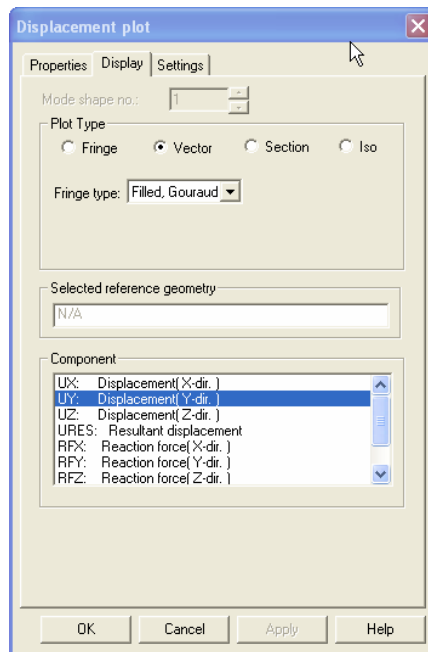 Displacement plot
Properties Display Settings
Mode shape no.: 1
Plot Type
Fringe Vector Section Iso
Fringe type: Filled, Gouraud
Selected reference geometry
N/A
Component
UX: Displacement( X-dir. )
UY: Displacement( Y-dir. )
UZ: Displacement( Z-dir. )
URES: Resultant displacement
RFX: Reaction force( X-dir. )
RFY: Reaction force( Y-dir. )
RFZ: Reaction force( Z-dir. )
OK Cancel Apply Help